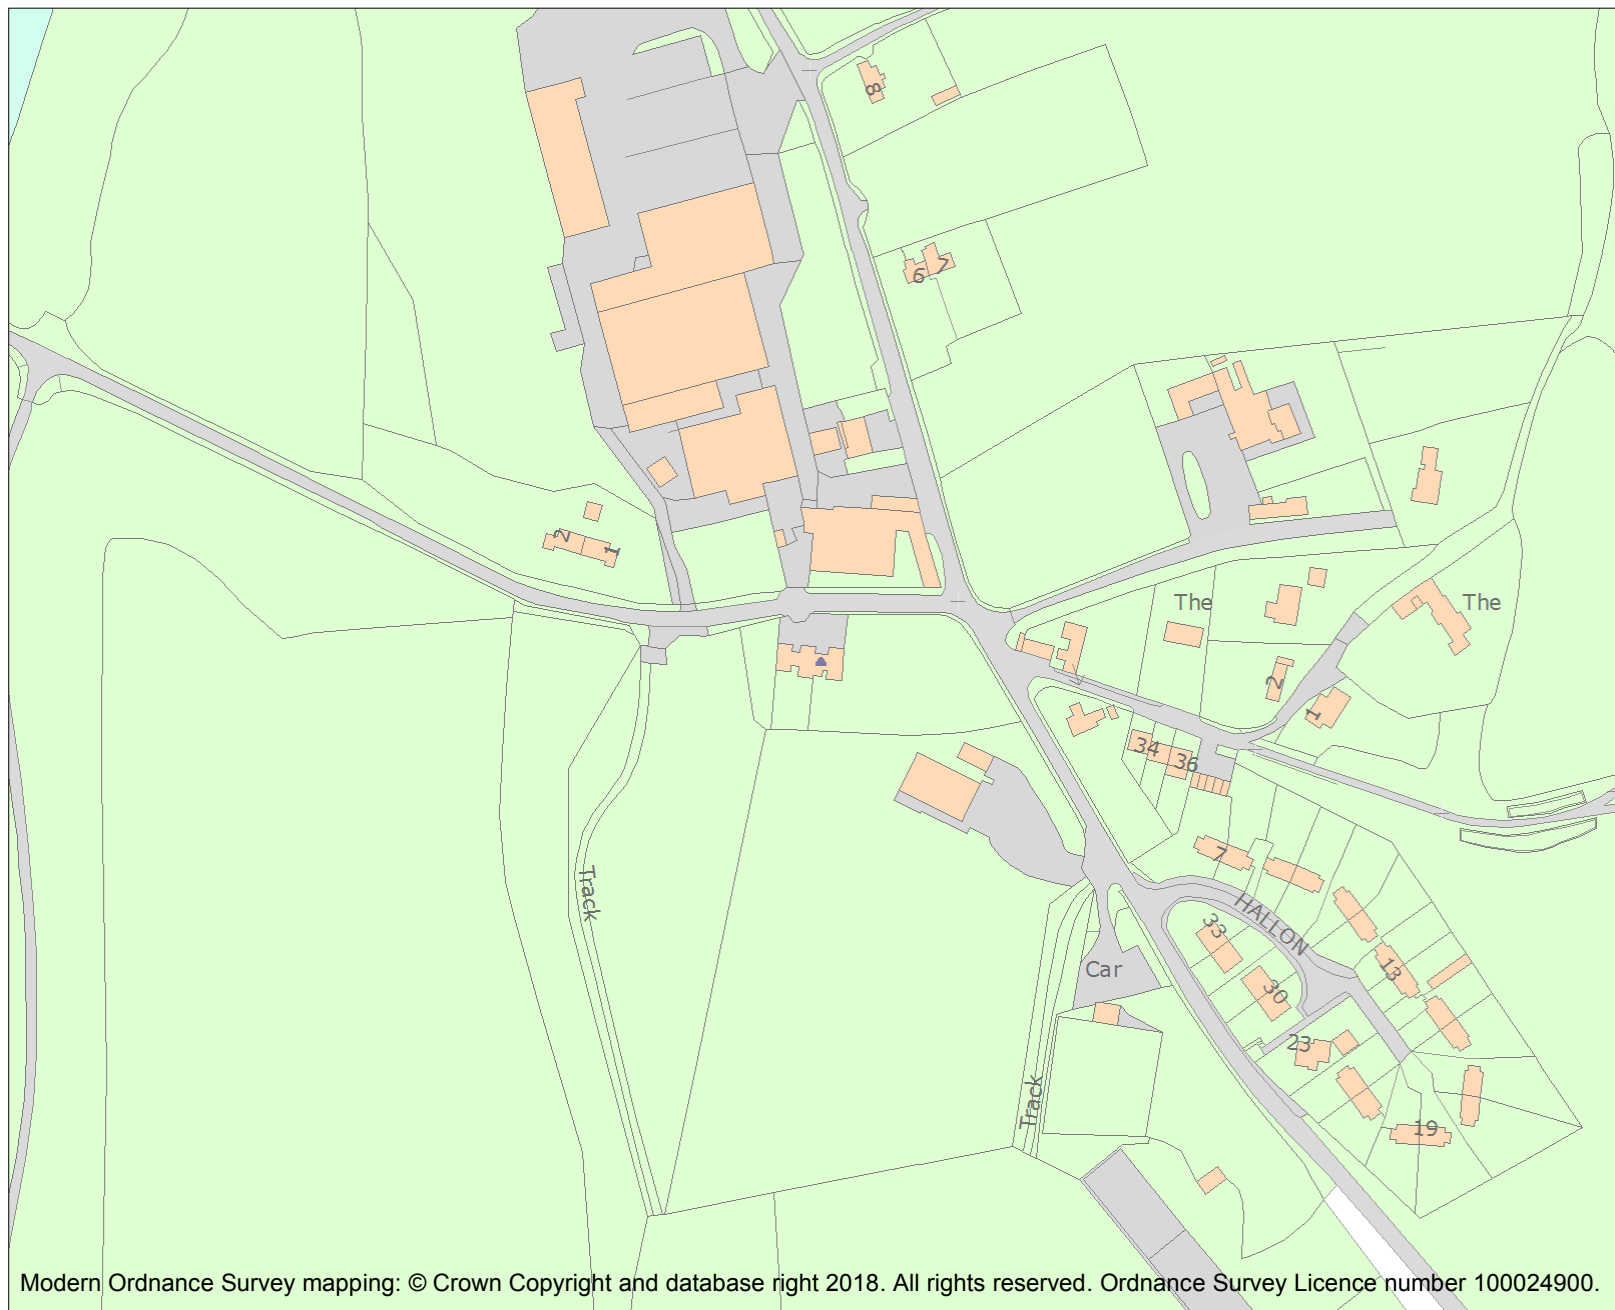 8
6
7
2
1
The
The
2
1
34
36
7
HALLON
33
13
30
Track
Car
23
Track
19
Modern Ordnance Survey mapping: © Crown Copyright and database right 2018. All rights reserved. Ordnance Survey Licence number 100024900.